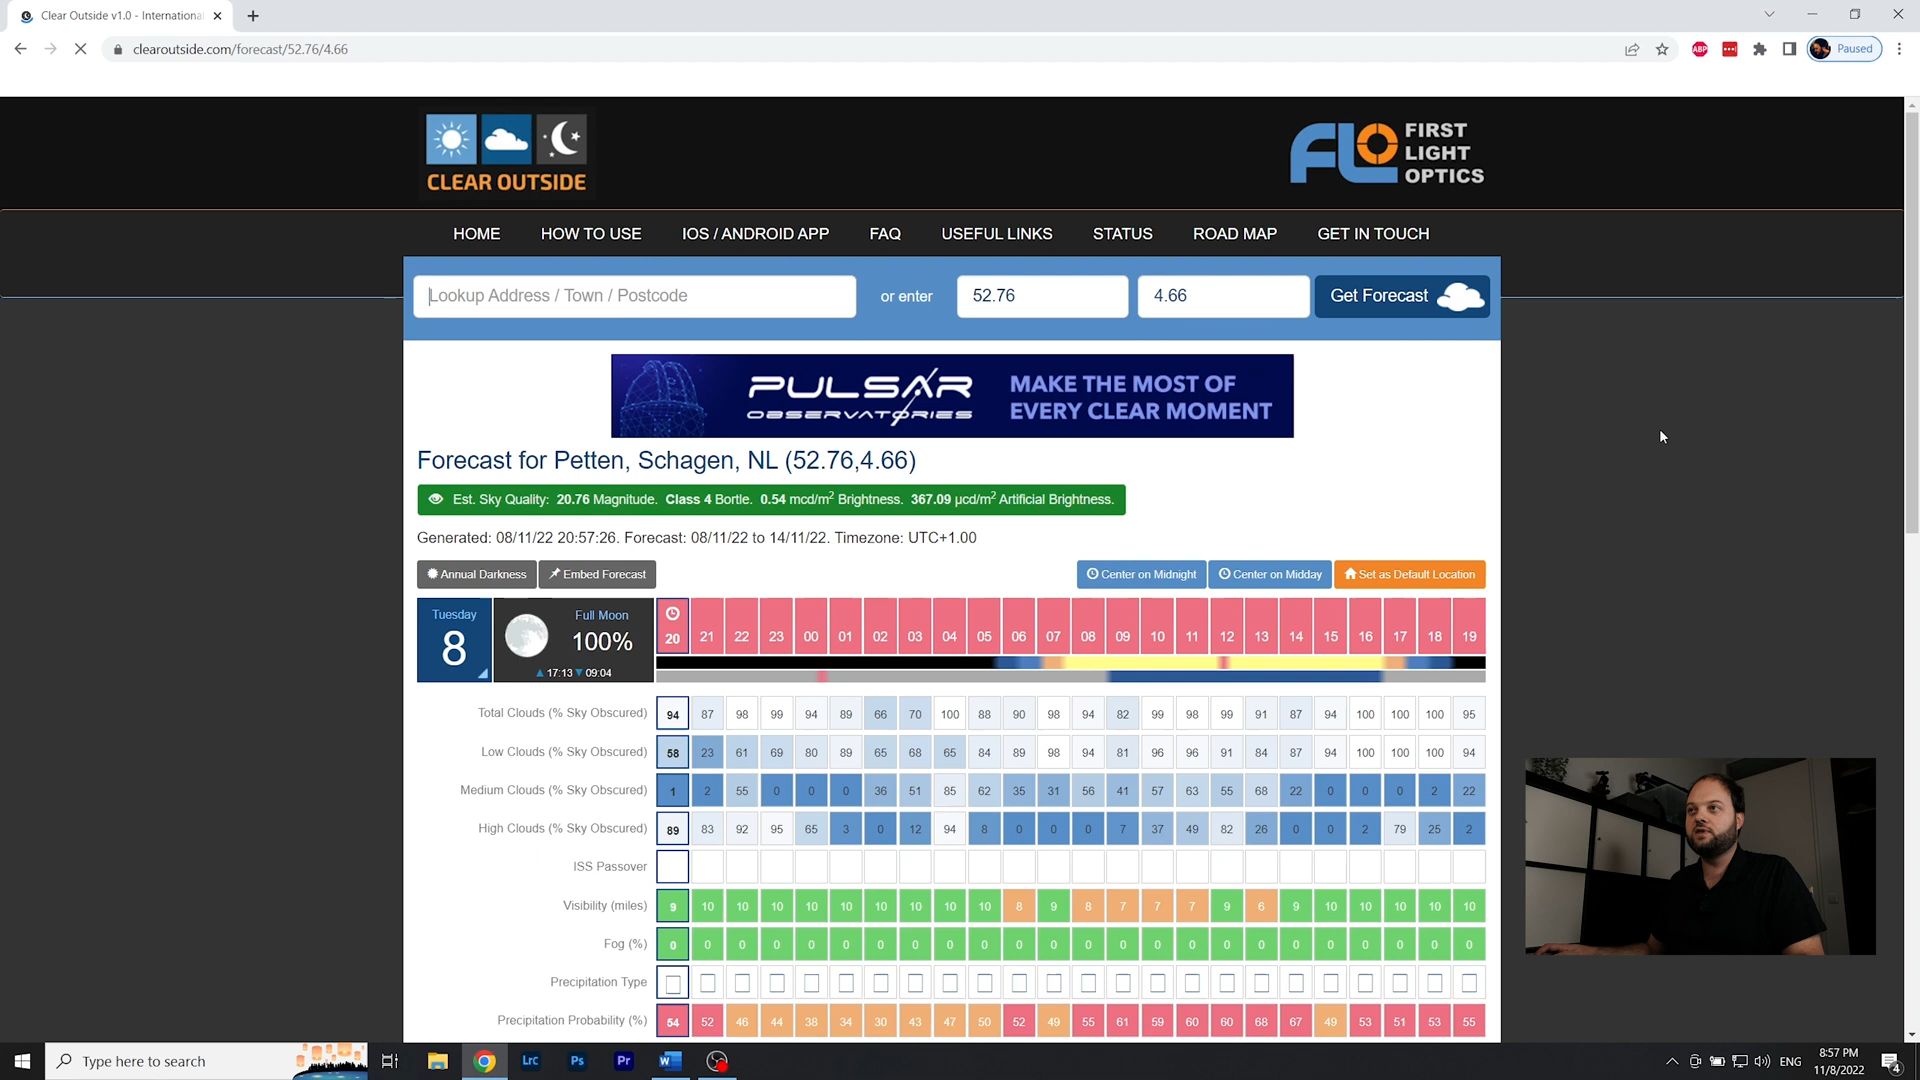 Clear Outside v1.0 - International
clearoutside.com/forecast/52.76/4.66
ABP
Paused
CLEAR OUTSIDE
FLO FIRST LIGHT OPTICS
HOME HOW TO USE IOS / ANDROID APP FAQ USEFUL LINKS STATUS ROAD MAP GET IN TOUCH
Lookup Address / Town / Postcode or enter 52.76 4.66 Get Forecast
PULSAR OBSERVATORIES
MAKE THE MOST OF
EVERY CLEAR MOMENT
Forecast for Petten, Schagen, NL (52.76,4.66)
Est. Sky Quality: 20.76 Magnitude. Class 4 Bortle. 0.54 mcd/m² Brightness. 367.09 µcd/m² Artificial Brightness.
Generated: 08/11/22 20:57:26. Forecast: 08/11/22 to 14/11/22. Timezone: UTC+1.00
Annual Darkness Embed Forecast Center on Midnight Center on Midday Set as Default Location
Tuesday
8
Full Moon
100%
▲ 17:13 ▼ 09:04
20 21 22 23 00 01 02 03 04 05 06 07 08 09 10 11 12 13 14 15 16 17 18 19
Total Clouds (% Sky Obscured) 94 87 98 99 94 89 66 70 100 88 90 98 94 82 99 98 99 91 87 94 100 100 100 95
Low Clouds (% Sky Obscured) 58 23 61 69 80 89 65 68 65 84 89 98 94 81 96 96 91 84 87 94 100 100 100 94
Medium Clouds (% Sky Obscured) 1 2 55 0 0 0 36 51 85 62 35 31 56 41 57 63 55 68 22 0 0 0 2 22
High Clouds (% Sky Obscured) 89 83 92 95 65 3 0 12 94 8 0 0 0 7 37 49 82 26 0 0 2 79 25 2
ISS Passover
Visibility (miles) 9 10 10 10 10 10 10 10 10 10 8 9 8 7 7 7 9 6 9 10 10 10 10 10
Fog (%) 0 0 0 0 0 0 0 0 0 0 0 0 0 0 0 0 0 0 0 0 0 0 0 0
Precipitation Type
Precipitation Probability (%) 54 52 46 44 38 34 30 43 47 50 52 49 55 61 59 60 60 68 67 49 53 51 53 55
Type here to search
Lrc Ps Pr W
ENG
8:57 PM
11/8/2022
4